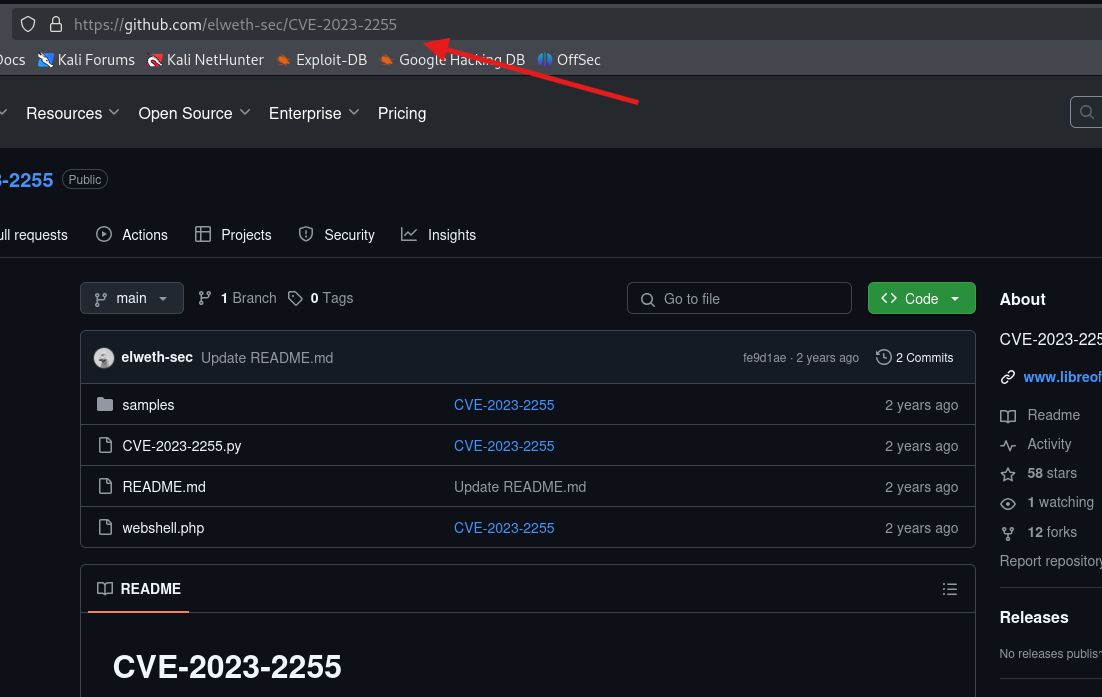 https://github.com/elweth-sec/CVE-2023-2255
Docs Kali Forums Kali NetHunter Exploit-DB Google Hacking DB OffSec
Resources Open Source Enterprise Pricing
3-2255 Public
ull requests Actions Projects Security Insights
main 1 Branch 0 Tags Go to file Code
About
elweth-sec Update README.md fe9d1ae · 2 years ago 2 Commits
CVE-2023-225
www.libreof
samples CVE-2023-2255 2 years ago
Readme
CVE-2023-2255.py CVE-2023-2255 2 years ago
Activity
README.md Update README.md 2 years ago
58 stars
1 watching
webshell.php CVE-2023-2255 2 years ago
12 forks
Report repository
README
Releases
No releases publish
CVE-2023-2255